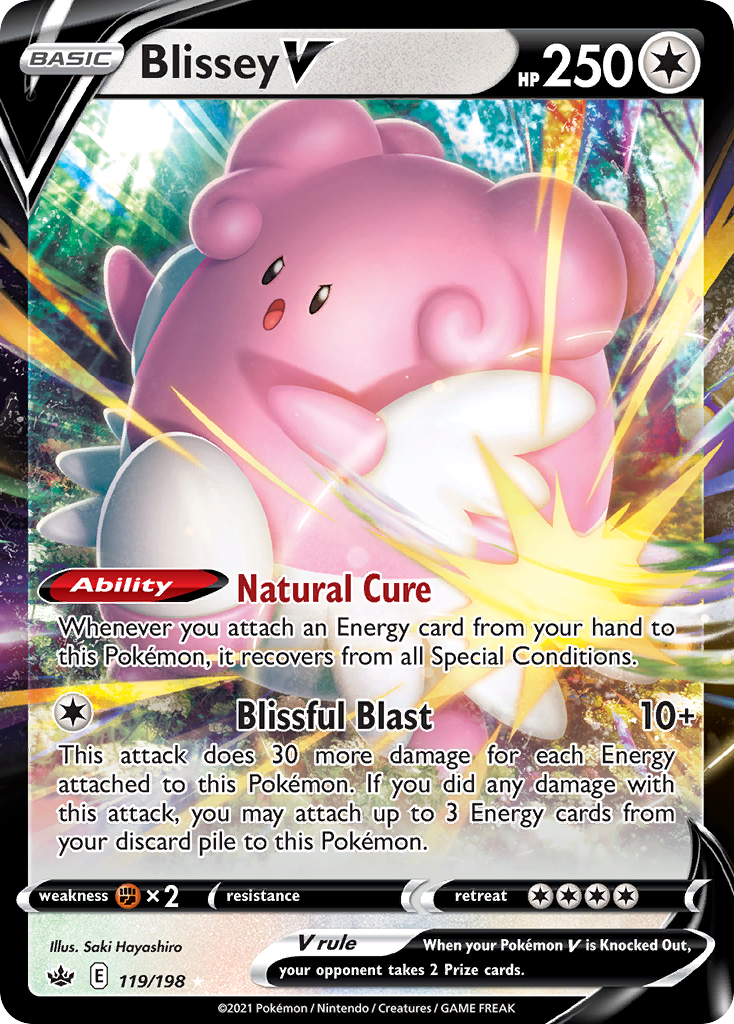 BASIC Blissey V HP 250
Ability Natural Cure
Whenever you attach an Energy card from your hand to
this Pokémon, it recovers from all Special Conditions.
Blissful Blast 10+
This attack does 30 more damage for each Energy
attached to this Pokémon. If you did any damage with
this attack, you may attach up to 3 Energy cards from
your discard pile to this Pokémon.
weakness ×2 resistance retreat
Illus. Saki Hayashiro
V rule When your Pokémon V is Knocked Out,
your opponent takes 2 Prize cards.
E 119/198
©2021 Pokémon / Nintendo / Creatures / GAME FREAK